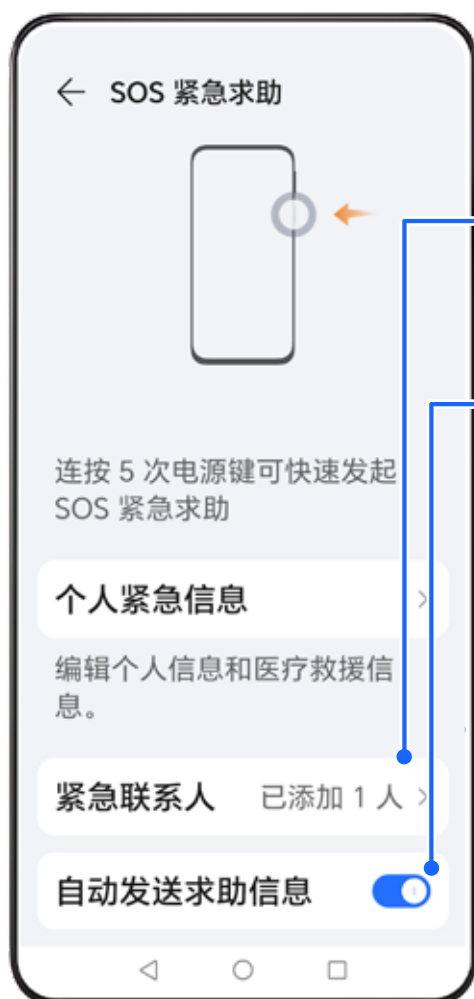 SOS 紧急求助
连按 5 次电源键可快速发起
SOS 紧急求助
个人紧急信息
编辑个人信息和医疗救援信
息。
紧急联系人 已添加 1 人
自动发送求助信息